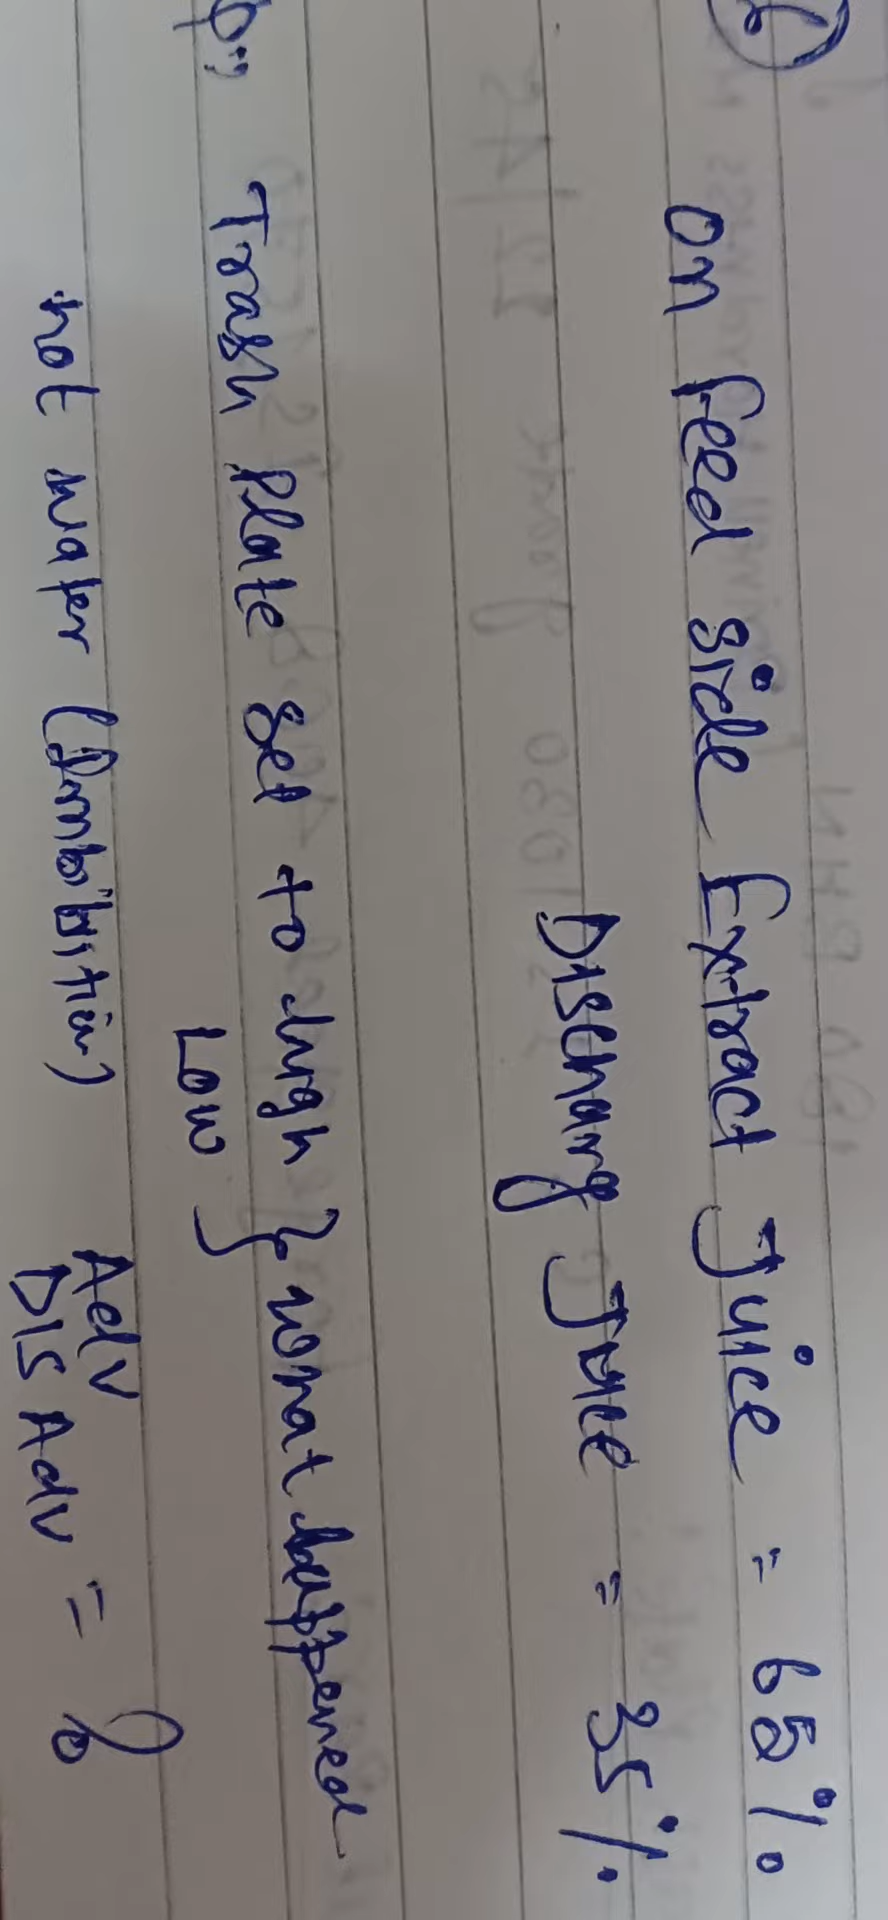 On feed side Extract Juice = 65%.
Discharg Juice = 35%.
Trash Plate set to high } what happened
Low }
hot water (Imbibition) Adv
DIS Adv = ?